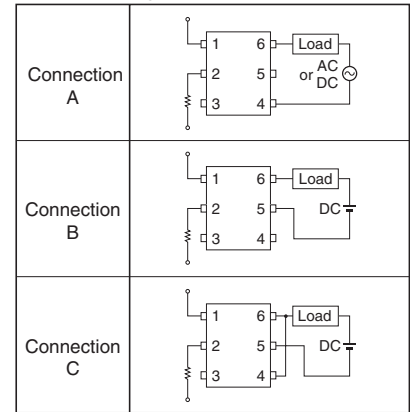 Connection
A
1 6 Load
2 5 or AC
DC
3 4
Connection
B
1 6 Load
2 5 DC
3 4
Connection
C
1 6 Load
2 5 DC
3 4